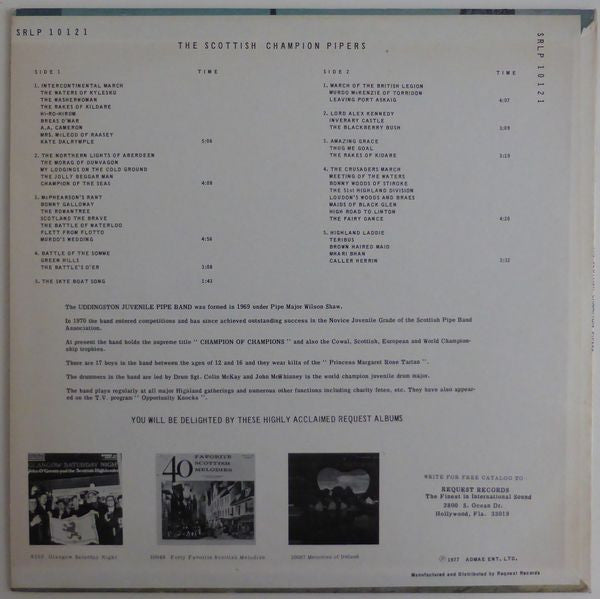 SRLP 10121
SRLP 10121
THE SCOTTISH CHAMPION PIPERS
SIDE 1 TIME
1. INTERCONTINENTAL MARCH
THE WATERS OF KYLESKU
THE WASHERWOMAN
THE RAKES OF KILDARE
HI-RO-HIROM
BREAS O'MAR
A.A. CAMERON
MRS. McLEOD OF RAASEY
KATE DALRYMPLE 5:06
2. THE NORTHERN LIGHTS OF ABERDEEN
THE MORAG OF DUNVAGON
MY LODGINGS ON THE COLD GROUND
THE JOLLY BEGGAR MAN
CHAMPION OF THE SEAS 4:08
3. McPHEARSON'S RANT
BONNY GALLOWAY
THE ROWANTREE
SCOTLAND THE BRAVE
THE BATTLE OF WATERLOO
FLETT FROM FLOTTO
MURDO'S WEDDING 4:56
4. BATTLE OF THE SOMME
GREEN HILLS
THE BATTLE'S O'ER 3:08
5. THE SKYE BOAT SONG 1:43
SIDE 2 TIME
1. MARCH OF THE BRITISH LEGION
MURDO McKENZIE OF TORRIDON
LEAVING PORT ASKAIG 4:07
2. LORD ALEX KENNEDY
INVERARY CASTLE
THE BLACKBERRY BUSH 3:09
3. AMAZING GRACE
THUG ME GOAL
THE RAKES OF KIDARE 3:19
4. THE CRUSADERS MARCH
MEETING OF THE WATERS
BONNY WOODS OF STIROKE
THE 51st HIGHLAND DIVISION
LOUDON'S WOODS AND BRAES
MAIDS OF BLACK GLEN
HIGH ROAD TO LINTON
THE FAIRY DANCE 4:20
5. HIGHLAND LADDIE
TERIBUS
BROWN HAIRED MAID
MHARI BHAN
CALLER HERRIN 3:32
The UDDINGSTON JUVENILE PIPE BAND was formed in 1969 under Pipe Major Wilson Shaw.
In 1970 the band entered competitions and has since achieved outstanding success in the Novice Juvenile Grade of the Scottish Pipe Band
Association.
At present the band holds the supreme title " CHAMPION OF CHAMPIONS " and also the Cowal, Scottish, European and World Champion-
ship trophies.
There are 17 boys in the band between the ages of 12 and 16 and they wear kilts of the " Princess Margaret Rose Tartan ".
The drummers in the band are led by Drum Sgt. Colin McKay and John McWhinney is the world champion juvenile drum major.
The band plays regularly at all major Higland gatherings and numerous other functions including charity fetes, etc. They have also appear-
ed on the T.V. program " Opportunity Knocks ".
YOU WILL BE DELIGHTED BY THESE HIGHLY ACCLAIMED REQUEST ALBUMS
GLASGOW SATURDAY NIGHT
40 FAVORITE
SCOTTISH
MELODIES
Glasgow Saturday Night
10048 Forty Favorite Scottish Melodies
10067 Memories of Ireland
WRITE FOR FREE CATALOG TO
REQUEST RECORDS
The Finest in International Sound
2800 S. Ocean Dr.
Hollywood, Fla. 33019
Ⓟ 1977 ADMAE ENT., LTD.
Manufactured and Distributed by Request Records